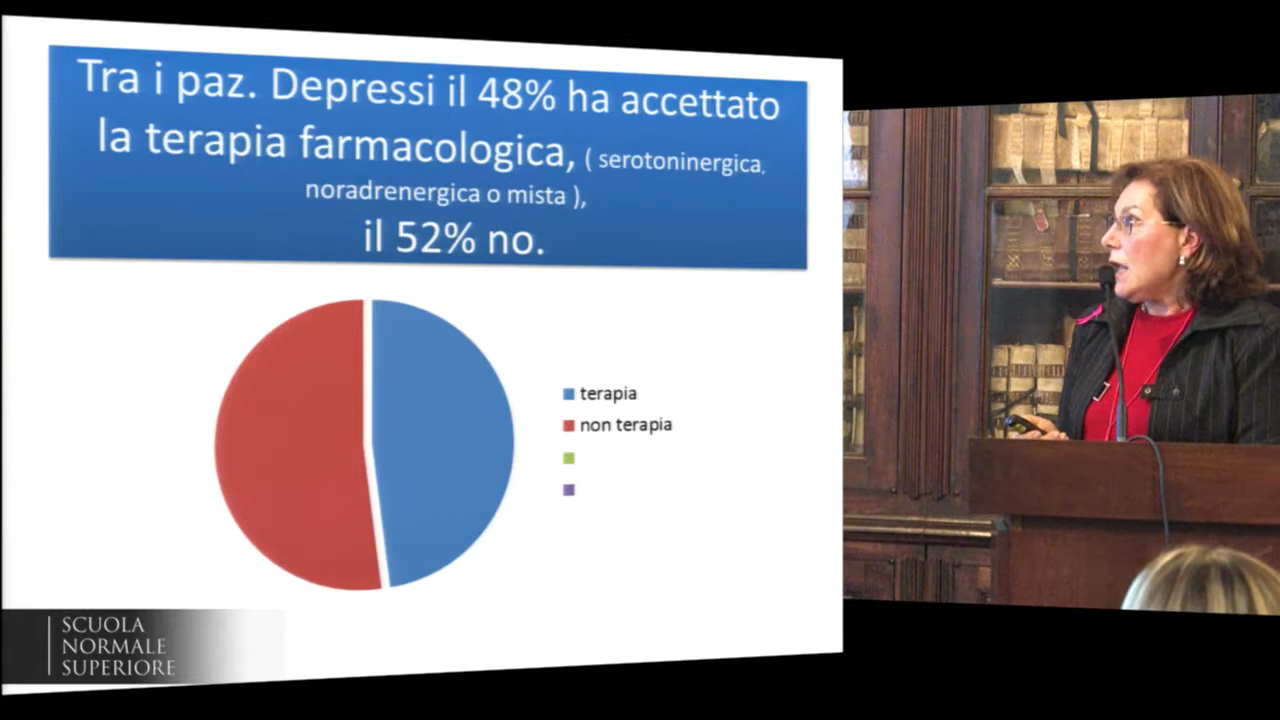 Tra i paz. Depressi il 48% ha accettato
la terapia farmacologica, ( serotoninergica,
noradrenergica o mista ),
il 52% no.
terapia
non terapia
SCUOLA
NORMALE
SUPERIORE